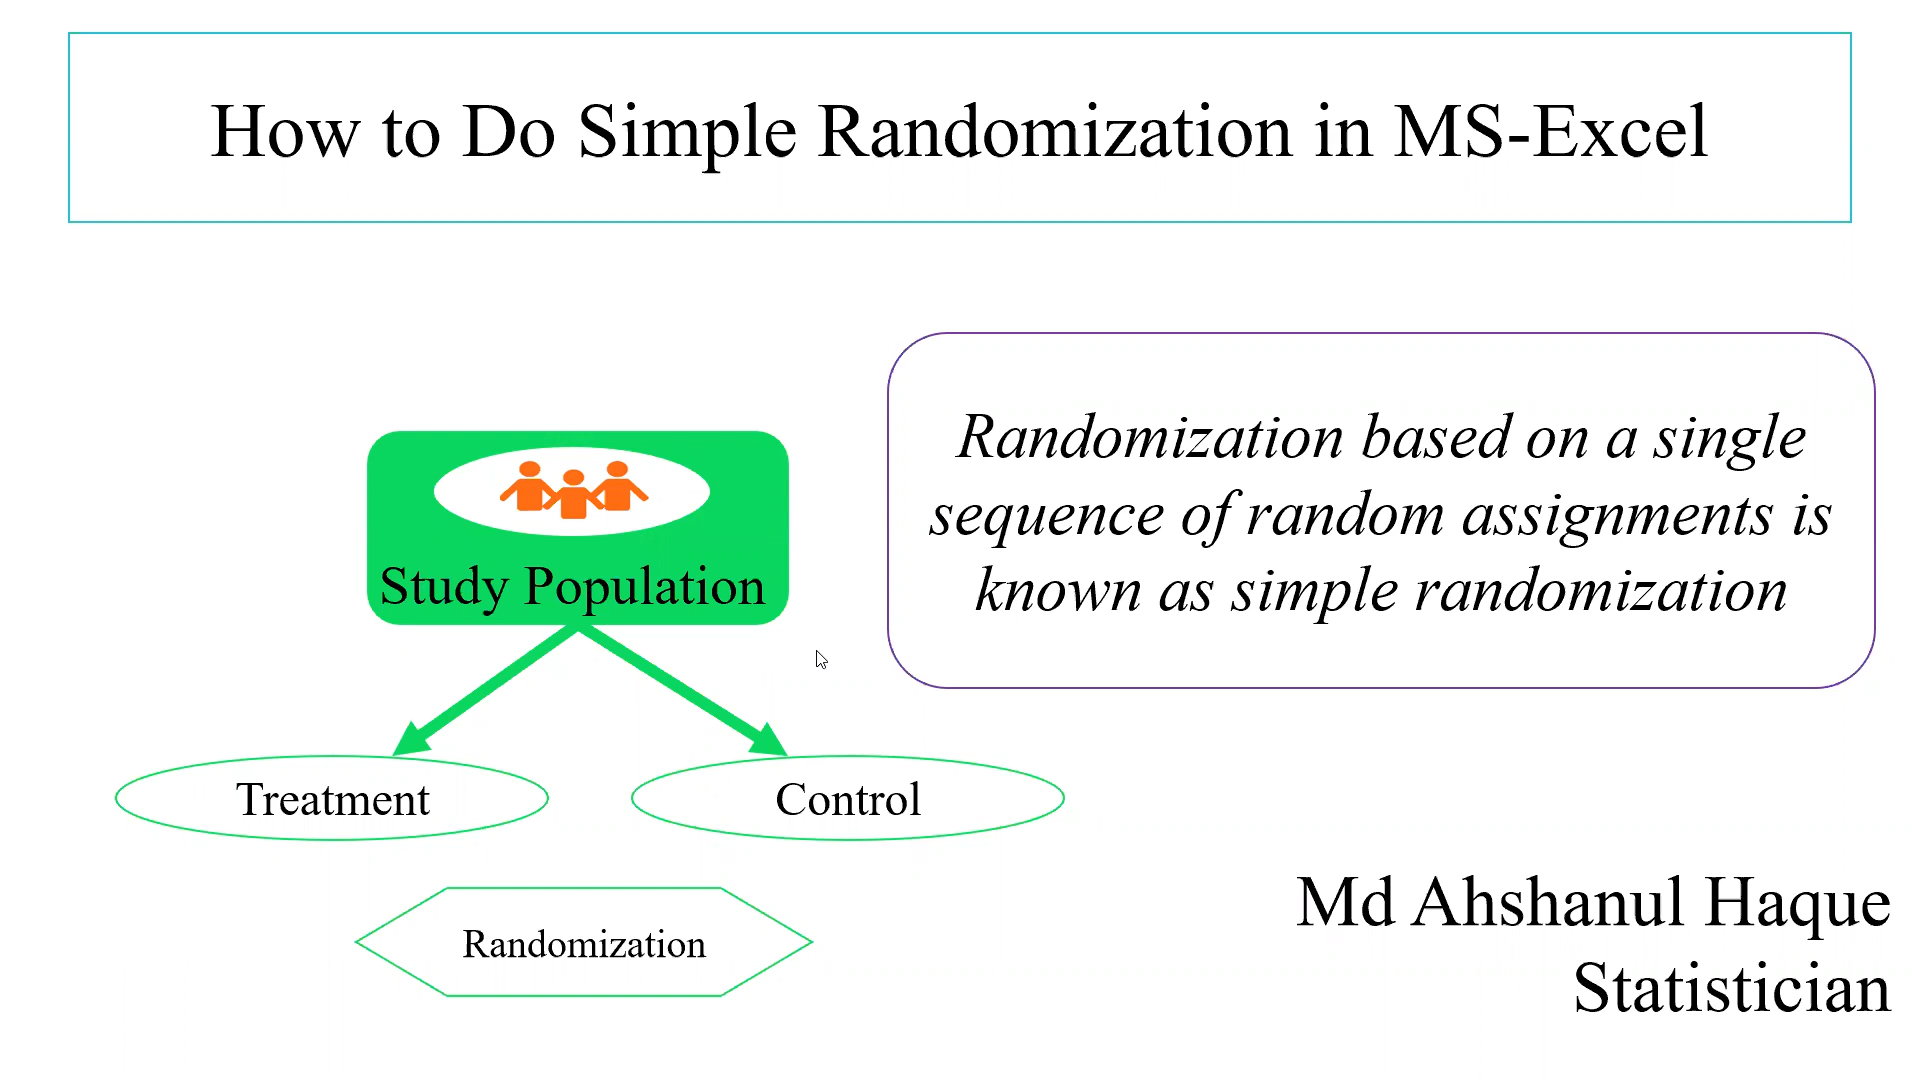 How to Do Simple Randomization in MS-Excel
Randomization based on a single
sequence of random assignments is
known as simple randomization
Study Population
Treatment
Control
Randomization
Md Ahshanul Haque
Statistician